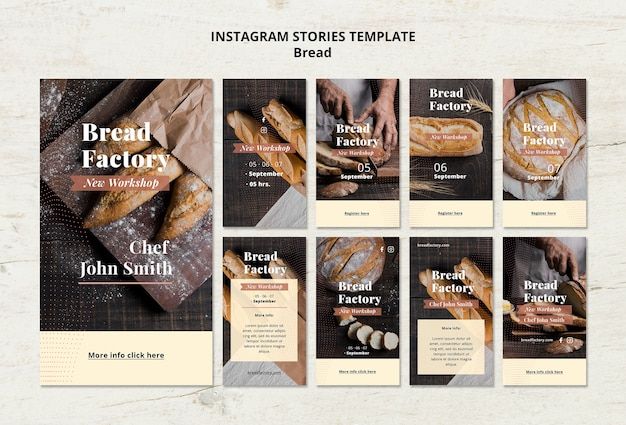 INSTAGRAM STORIES TEMPLATE
Bread
Bread
Factory
New Workshop
Chef
John Smith
More info click here
Bread
Factory
New Workshop
· 05 · 06 · 07
· September
· 05 hrs.
Bread
Factory
New Workshop
05
September
Register here
Bread
Factory
New Workshop
06
September
Register here
Bread
Factory
New Workshop
07
September
Register here
Bread
Factory
New Workshop
· 05 · 06 · 07
· September
More info
Lorem ipsum dolor sit
amet, consectetur
adipiscing elit, sed do
eiusmod tempor
incididunt ut labore et
dolore magna aliqua.
breadfactory.com
Bread
Factory
New Workshop
· 05 · 06 · 07
· September
More info click here
breadfactory.com
Bread
Factory
Chef John Smith
More info
Lorem ipsum dolor sit
amet, consectetur
adipiscing elit, sed do
eiusmod tempor
incididunt ut labore et
dolore magna aliqua.
breadfactory.com
Bread
Factory
New Workshop
Chef John Smith
More info click here